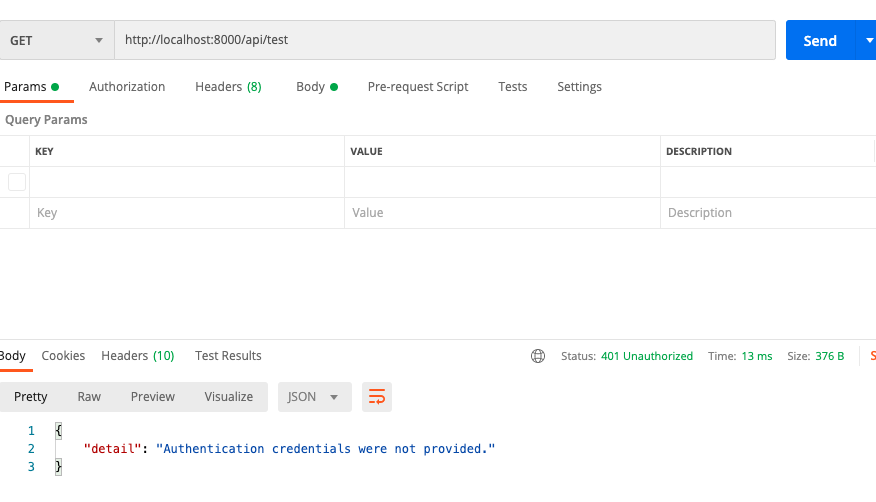 GET http://localhost:8000/api/test Send
Params Authorization Headers (8) Body Pre-request Script Tests Settings
Query Params
KEY VALUE DESCRIPTION
Key Value Description
Body Cookies Headers (10) Test Results Status: 401 Unauthorized Time: 13 ms Size: 376 B S
Pretty Raw Preview Visualize JSON
1 {
2 "detail": "Authentication credentials were not provided."
3 }